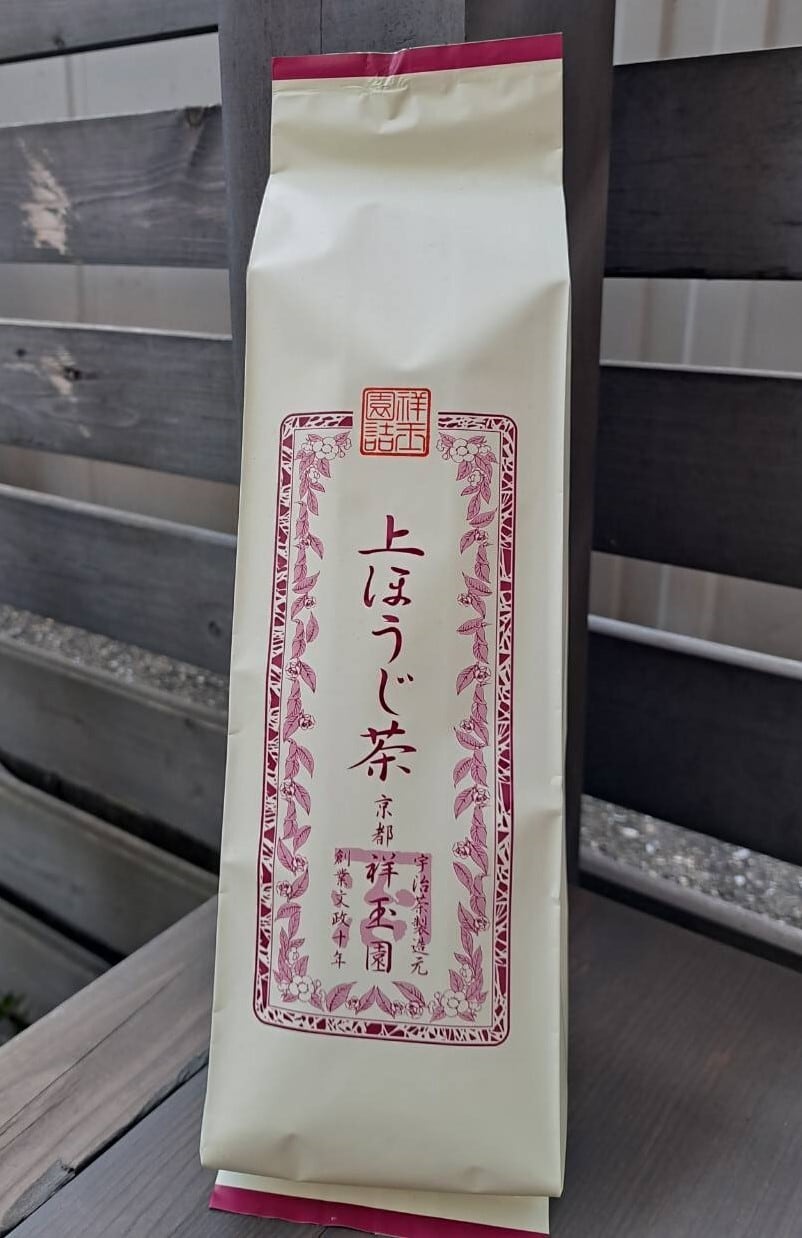 祥玉園詰
上ほうじ茶
京都
宇治茶製造元
祥玉園
創業文政十年